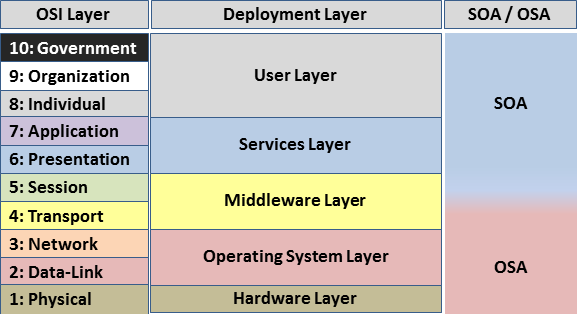 OSI Layer
Deployment Layer
SOA / OSA
10: Government
9: Organization
8: Individual
7: Application
6: Presentation
5: Session
4: Transport
3: Network
2: Data-Link
1: Physical
User Layer
Services Layer
Middleware Layer
Operating System Layer
Hardware Layer
SOA
OSA